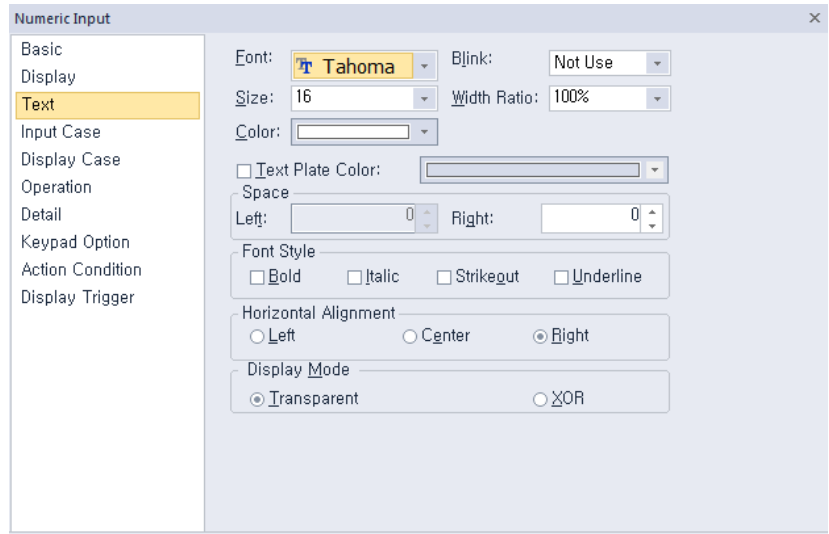 Numeric Input
Basic
Display
Text
Input Case
Display Case
Operation
Detail
Keypad Option
Action Condition
Display Trigger
Font: Tahoma Blink: Not Use
Size: 16 Width Ratio: 100%
Color:
Text Plate Color:
Space
Left: 0 Right: 0
Font Style
Bold Italic Strikeout Underline
Horizontal Alignment
Left Center Right
Display Mode
Transparent XOR